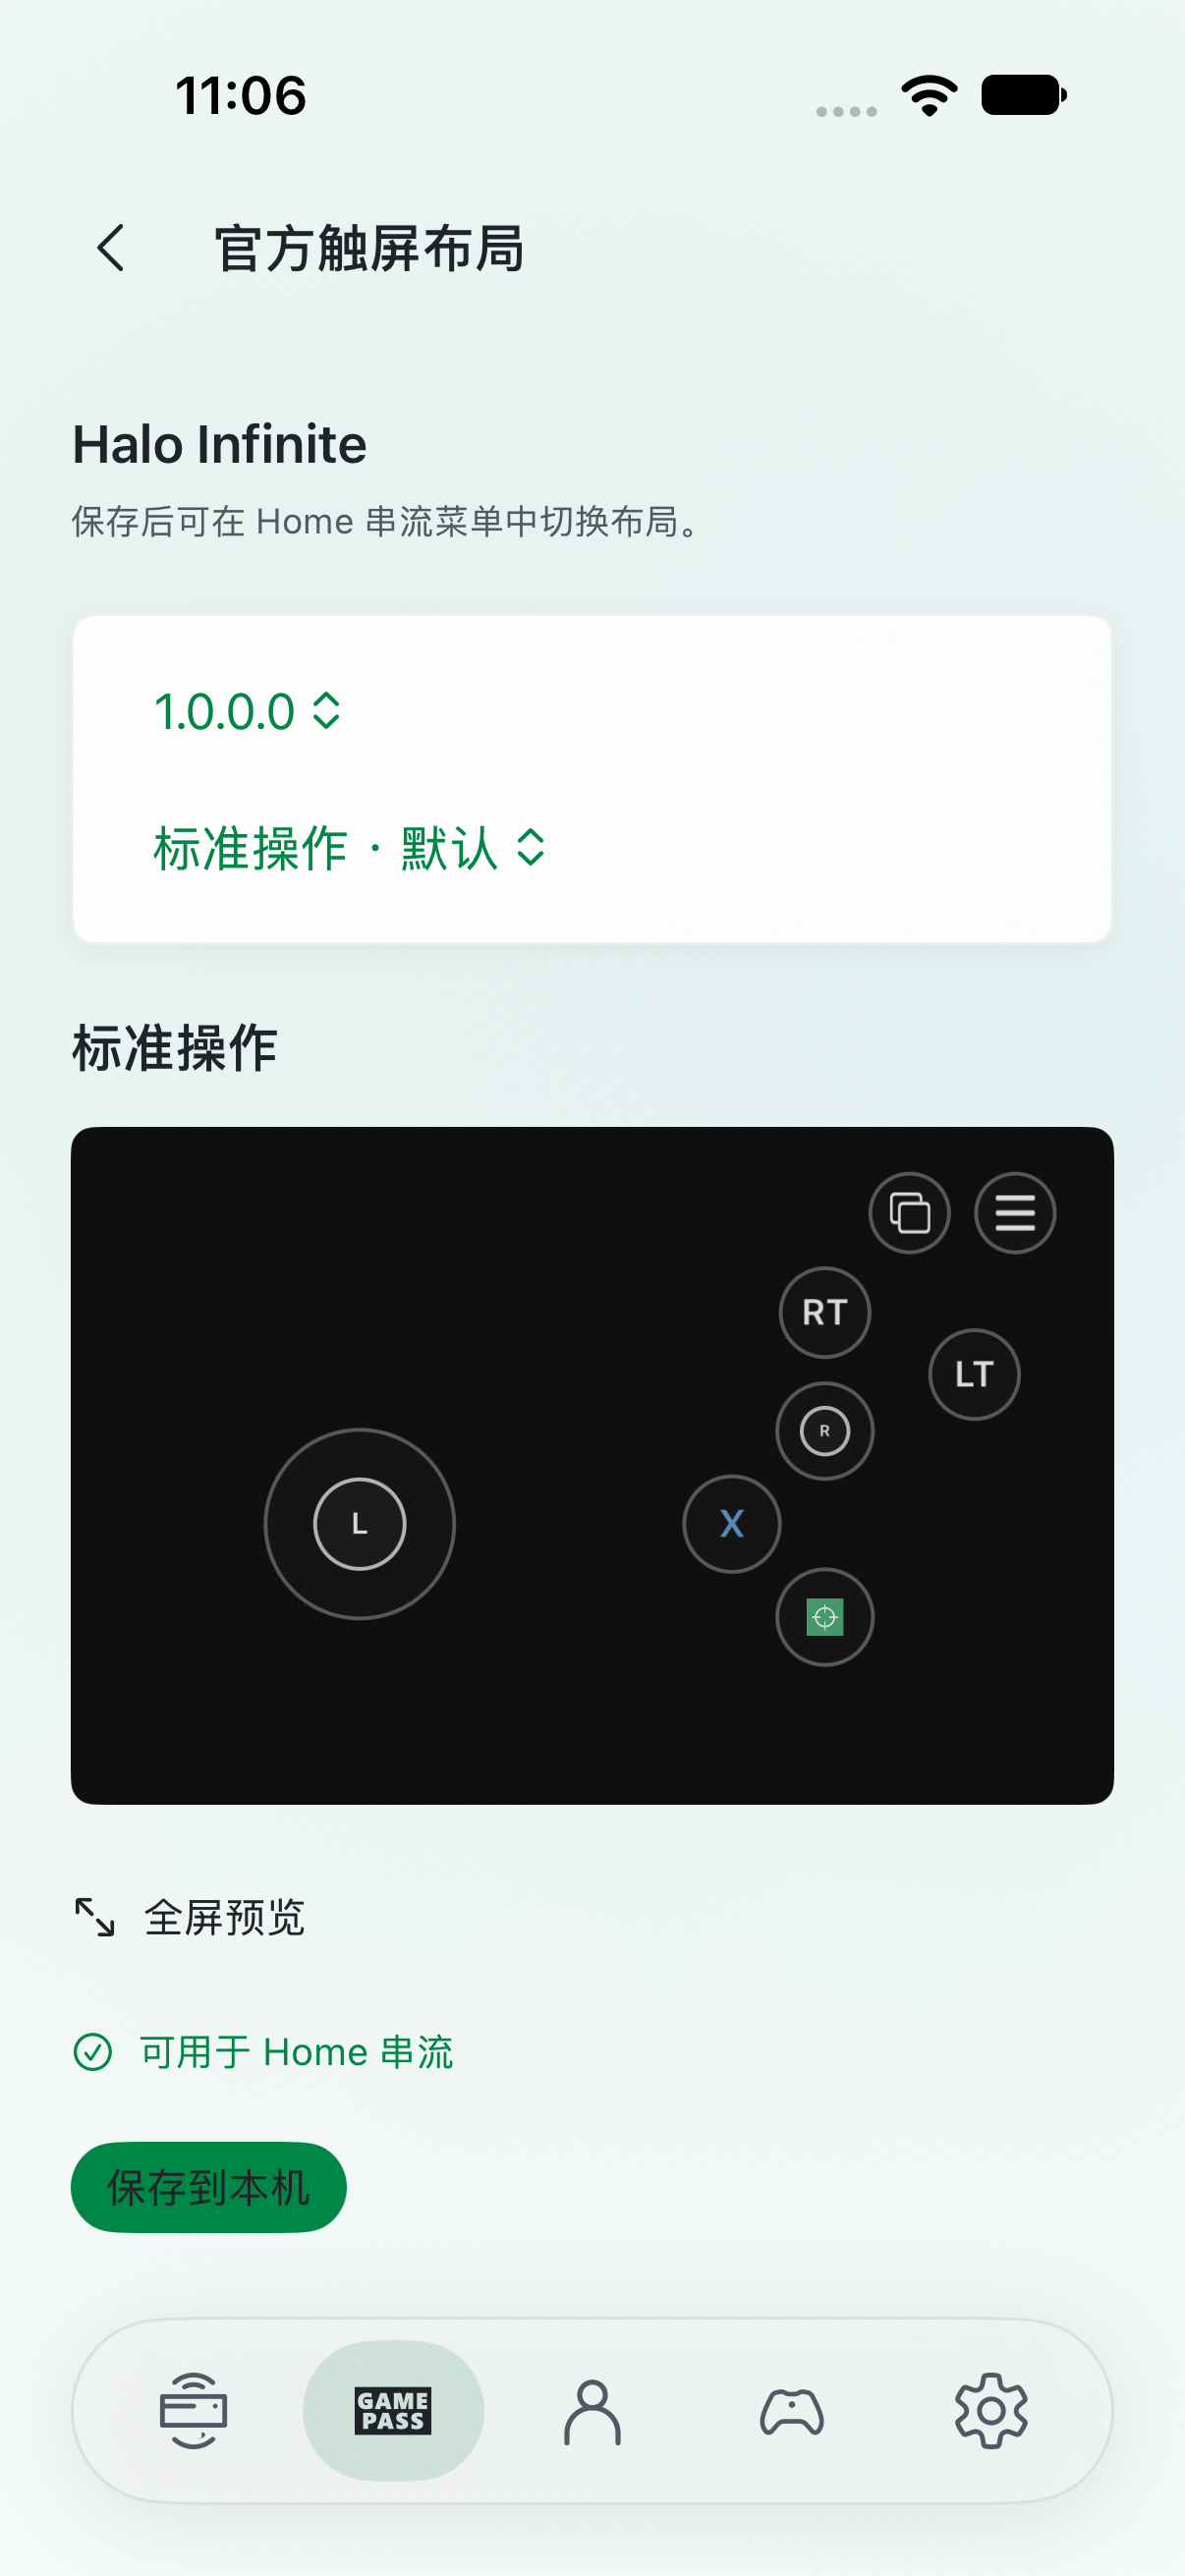 11:06
官方触屏布局
Halo Infinite
保存后可在 Home 串流菜单中切换布局。
1.0.0.0
标准操作 · 默认
标准操作
RT
LT
R
L
X
全屏预览
可用于 Home 串流
保存到本机
GAME
PASS